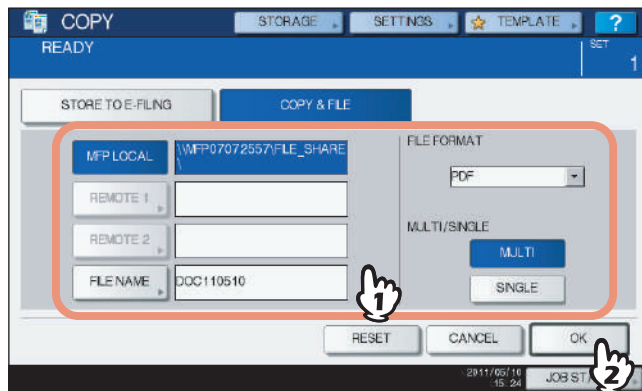 COPY
STORAGE
SETTINGS
TEMPLATE
?
READY
SET
1
STORE TO E-FILING
COPY & FILE
MFP LOCAL
\\MFP07072557\FILE_SHARE
\
REMOTE 1
REMOTE 2
FILE NAME
DOC110510
FILE FORMAT
PDF
MULTI/SINGLE
MULTI
SINGLE
1
RESET
CANCEL
OK
2
2011/05/10
15:24
JOB ST